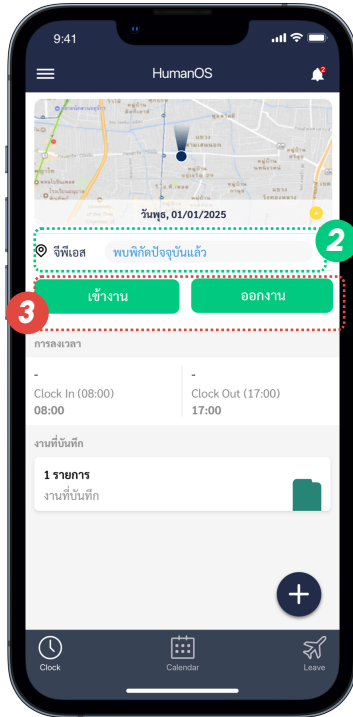 9:41
HumanOS
2
วันพุธ, 01/01/2025
จีพีเอส พบพิกัดปัจจุบันแล้ว
2
3
เข้างาน ออกงาน
การลงเวลา
- -
Clock In (08:00) Clock Out (17:00)
08:00 17:00
งานที่บันทึก
1 รายการ
งานที่บันทึก
+
Clock Calendar Leave